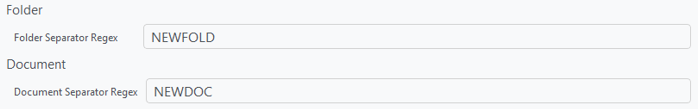 Folder
Folder Separator Regex NEWFOLD
Document
Document Separator Regex NEWDOC